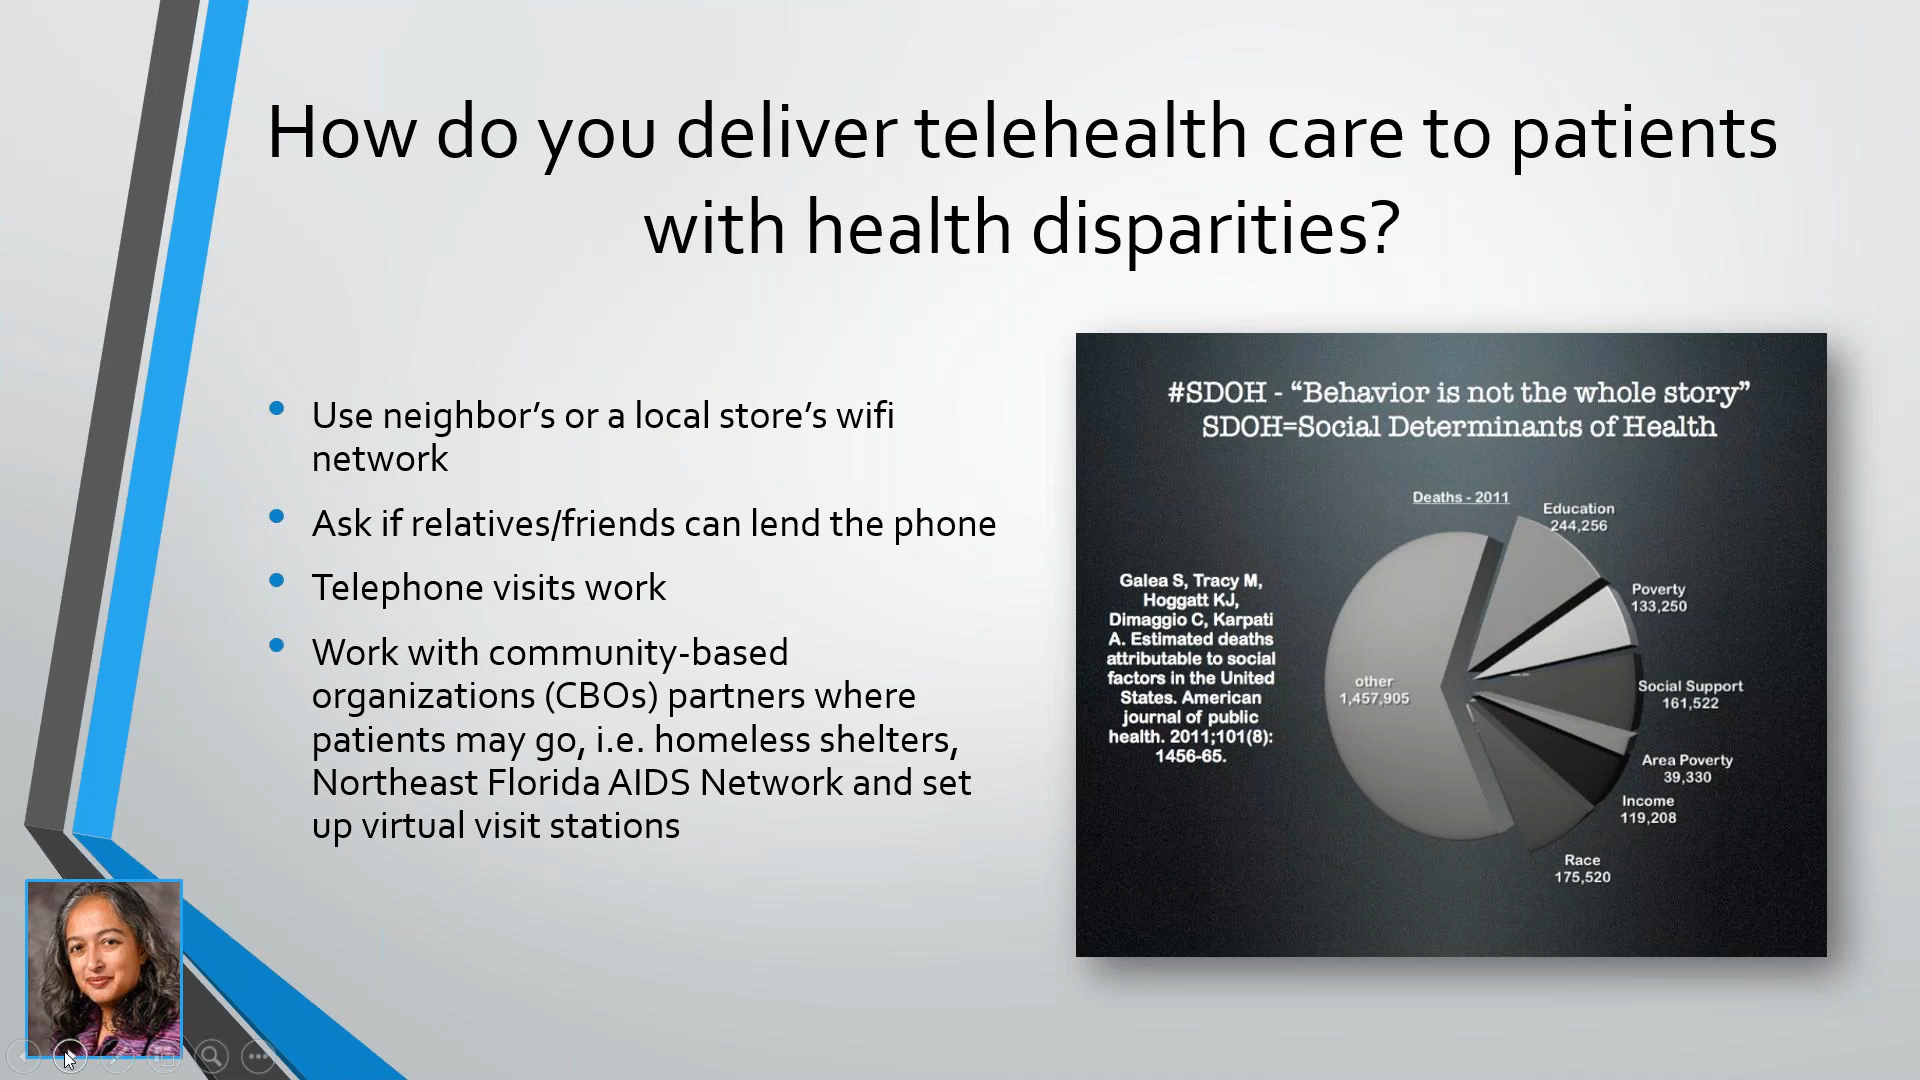 How do you deliver telehealth care to patients
with health disparities?
Use neighbor's or a local store's wifi
network
Ask if relatives/friends can lend the phone
Telephone visits work
Work with community-based
organizations (CBOs) partners where
patients may go, i.e. homeless shelters,
Northeast Florida AIDS Network and set
up virtual visit stations
#SDOH - “Behavior is not the whole story”
SDOH=Social Determinants of Health
Galea S, Tracy M,
Hoggatt KJ,
Dimaggio C, Karpati
A. Estimated deaths
attributable to social
factors in the United
States. American
journal of public
health. 2011;101(8):
1456-65.
Deaths - 2011
Education
244,256
Poverty
133,250
Social Support
161,522
Area Poverty
39,330
Income
119,208
Race
175,520
other
1,457,905